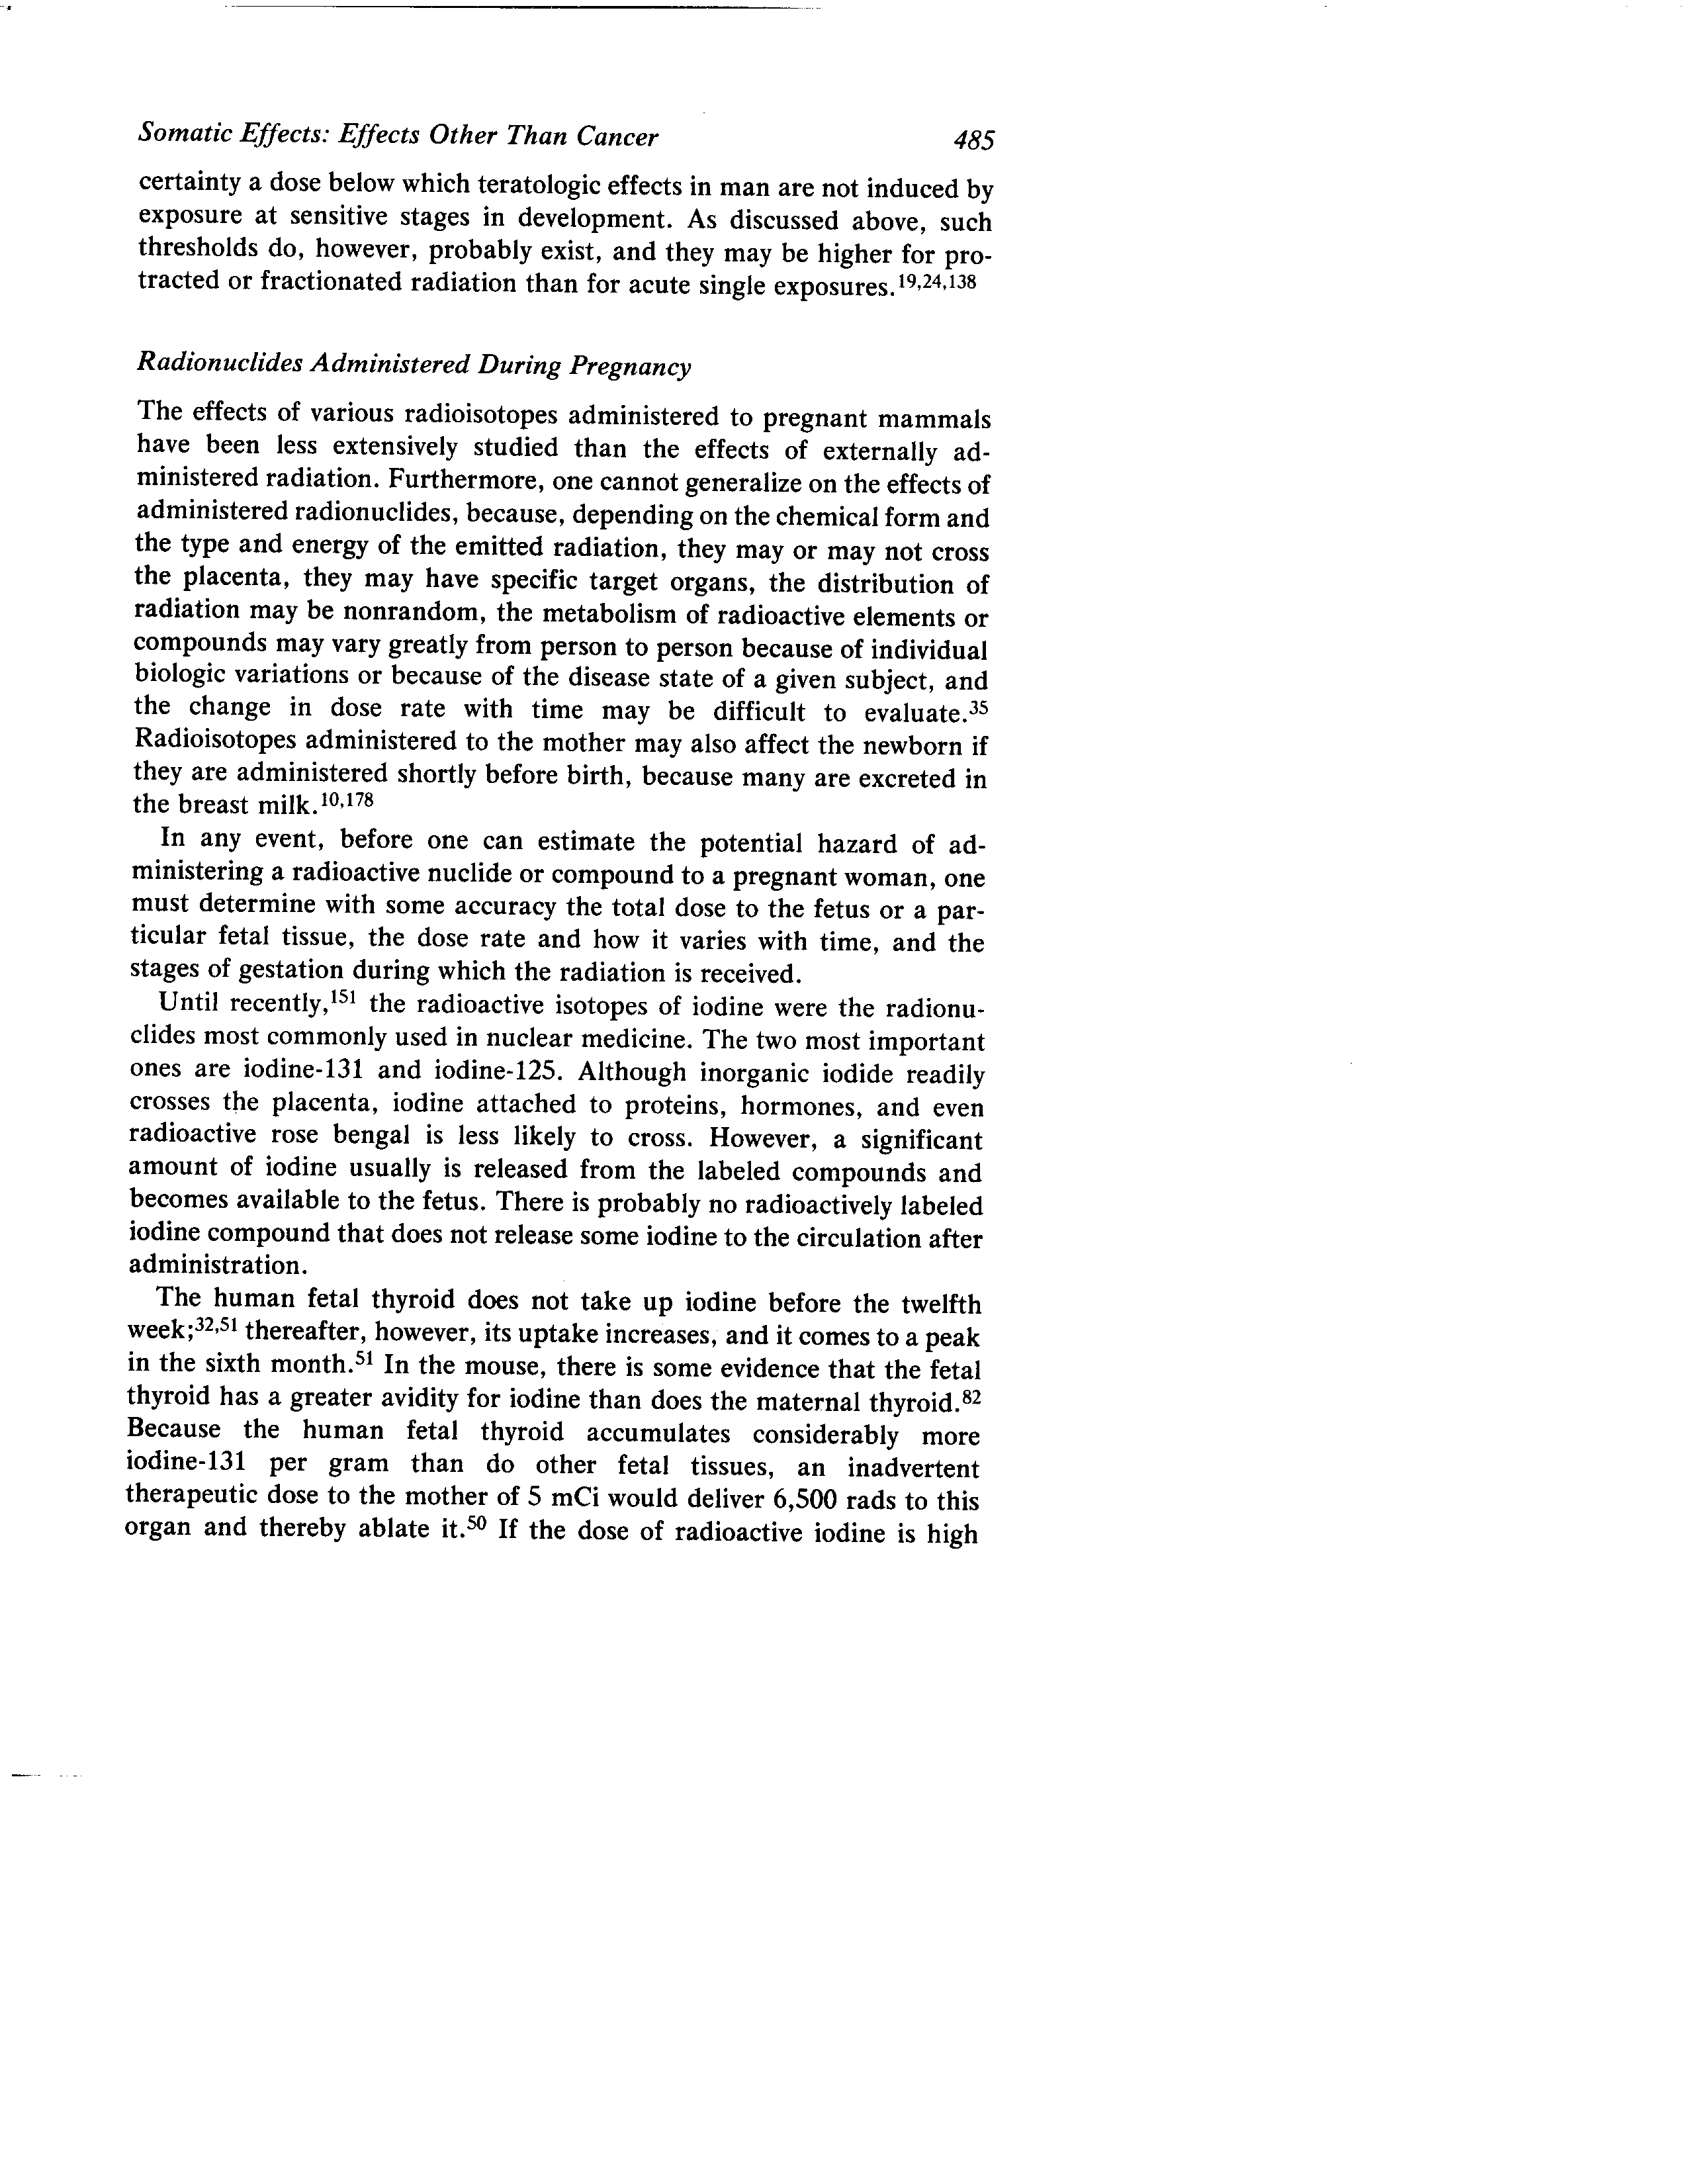 Somatic Effects: Effects Other Than Cancer 485
certainty a dose below which teratologic effects in man are not induced by
exposure at sensitive stages in development. As discussed above, such
thresholds do, however, probably exist, and they may be higher for pro-
tracted or fractionated radiation than for acute single exposures.19,24,138
Radionuclides Administered During Pregnancy
The effects of various radioisotopes administered to pregnant mammals
have been less extensively studied than the effects of externally ad-
ministered radiation. Furthermore, one cannot generalize on the effects of
administered radionuclides, because, depending on the chemical form and
the type and energy of the emitted radiation, they may or may not cross
the placenta, they may have specific target organs, the distribution of
radiation may be nonrandom, the metabolism of radioactive elements or
compounds may vary greatly from person to person because of individual
biologic variations or because of the disease state of a given subject, and
the change in dose rate with time may be difficult to evaluate.35
Radioisotopes administered to the mother may also affect the newborn if
they are administered shortly before birth, because many are excreted in
the breast milk.10,178
In any event, before one can estimate the potential hazard of ad-
ministering a radioactive nuclide or compound to a pregnant woman, one
must determine with some accuracy the total dose to the fetus or a par-
ticular fetal tissue, the dose rate and how it varies with time, and the
stages of gestation during which the radiation is received.
Until recently,151 the radioactive isotopes of iodine were the radionu-
clides most commonly used in nuclear medicine. The two most important
ones are iodine-131 and iodine-125. Although inorganic iodide readily
crosses the placenta, iodine attached to proteins, hormones, and even
radioactive rose bengal is less likely to cross. However, a significant
amount of iodine usually is released from the labeled compounds and
becomes available to the fetus. There is probably no radioactively labeled
iodine compound that does not release some iodine to the circulation after
administration.
The human fetal thyroid does not take up iodine before the twelfth
week;32,51 thereafter, however, its uptake increases, and it comes to a peak
in the sixth month.51 In the mouse, there is some evidence that the fetal
thyroid has a greater avidity for iodine than does the maternal thyroid.82
Because the human fetal thyroid accumulates considerably more
iodine-131 per gram than do other fetal tissues, an inadvertent
therapeutic dose to the mother of 5 mCi would deliver 6,500 rads to this
organ and thereby ablate it.50 If the dose of radioactive iodine is high